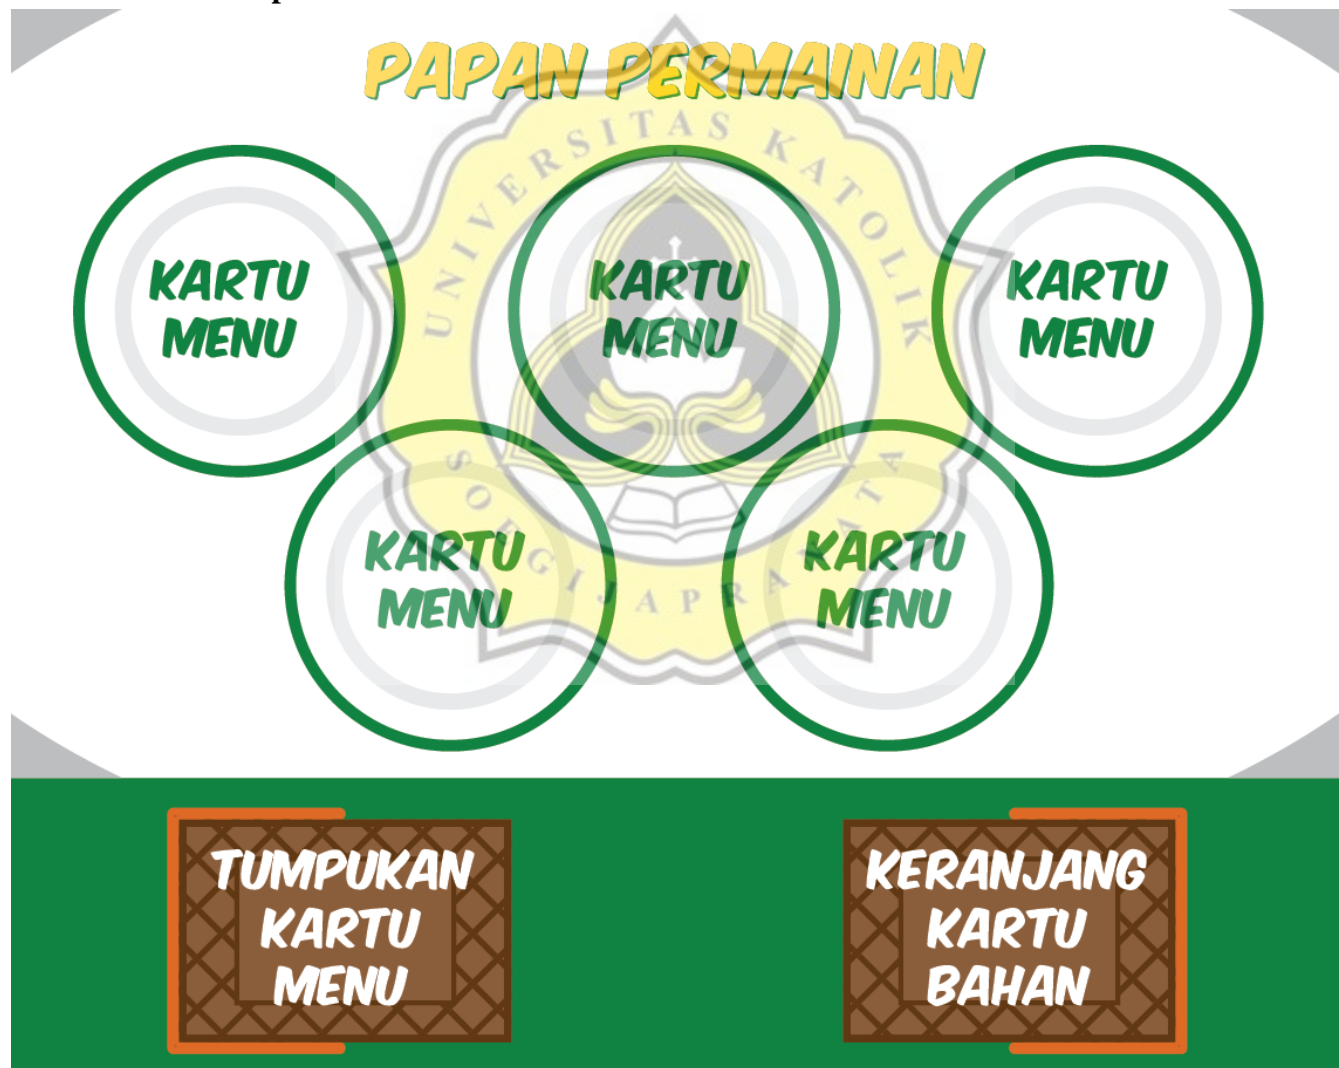 PAPAN PERMAINAN
UNIVERSITAS KATOLIK
KARTU
MENU
KARTU
MENU
KARTU
MENU
KARTU
MENU
KARTU
MENU
SOEGIJAPRANATA
TUMPUKAN
KARTU
MENU
KERANJANG
KARTU
BAHAN